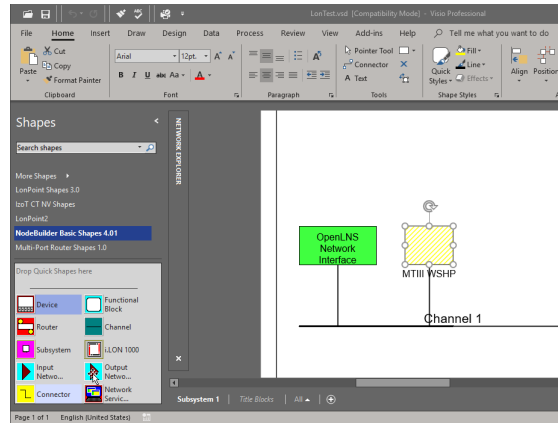 LonTest.vsd [Compatibility Mode] - Visio Professional
File Home Insert Draw Design Data Process Review View Add-ins Help Tell me what you want to do
Cut
Copy
Format Painter
Paste
Clipboard
Arial 12pt. A A
B I U abc Aa A
Font
Paragraph
Pointer Tool
Connector
A Text
Tools
Quick
Styles
Fill
Line
Effects
Shape Styles
Align Position
Shapes
Search shapes
More Shapes
LonPoint Shapes 3.0
IzoT CT NV Shapes
LonPoint2
NodeBuilder Basic Shapes 4.01
Multi-Port Router Shapes 1.0
Drop Quick Shapes here
Device
Functional
Block
Router
Channel
Subsystem
i.LON 1000
Input
Netwo...
Output
Netwo...
Connector
Network
Servic...
NETWORK EXPLORER
OpenLNS
Network
Interface
MTIII WSHP
Channel 1
Subsystem 1 Title Blocks All
Page 1 of 1 English (United States)